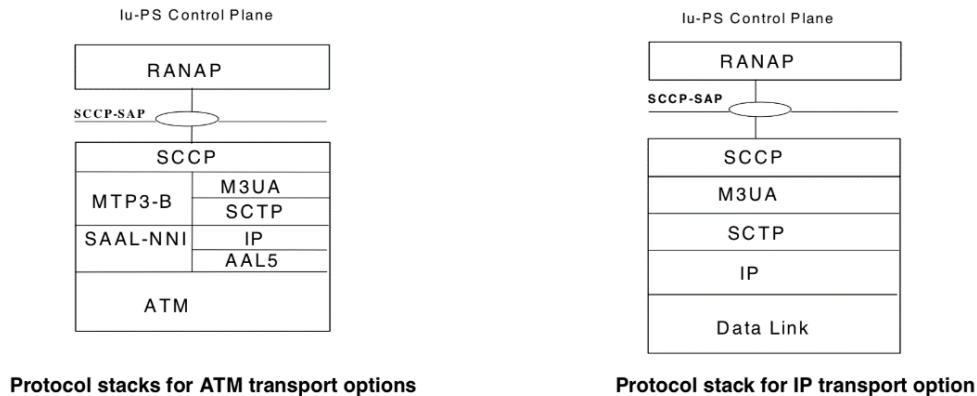 Iu-PS Control Plane
RANAP
SCCP-SAP
SCCP
MTP3-B
M3UA
SCTP
SAAL-NNI
IP
AAL5
ATM
Protocol stacks for ATM transport options
Iu-PS Control Plane
RANAP
SCCP-SAP
SCCP
M3UA
SCTP
IP
Data Link
Protocol stack for IP transport option